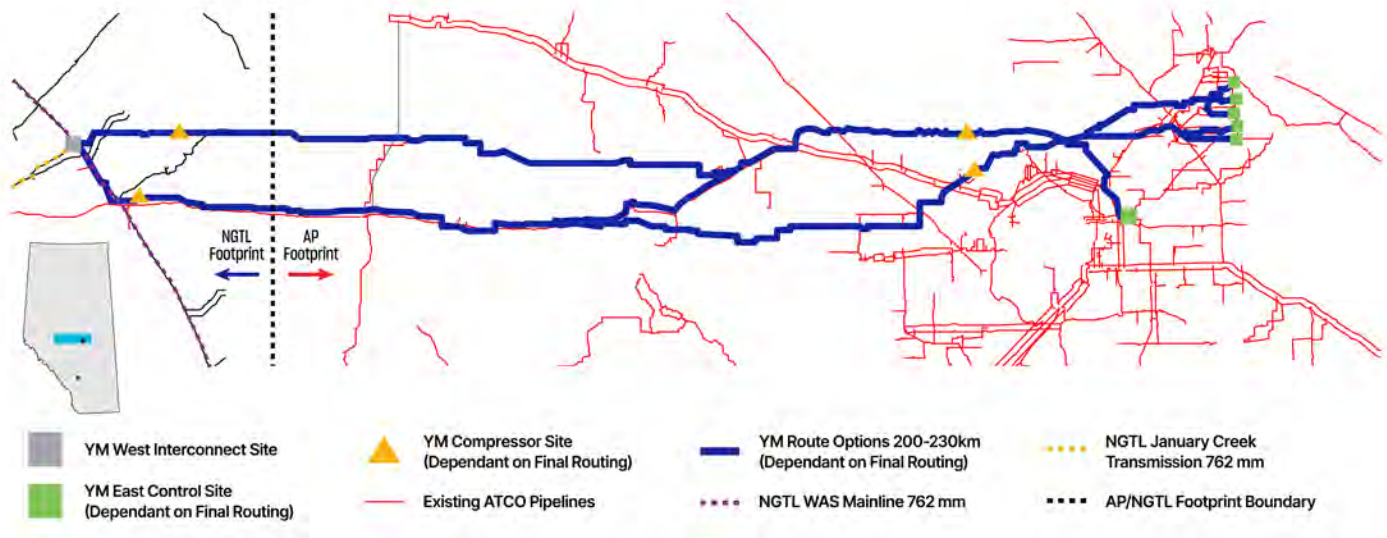 NGTL
Footprint
AP
Footprint
YM West Interconnect Site
YM East Control Site
(Dependant on Final Routing)
YM Compressor Site
(Dependant on Final Routing)
Existing ATCO Pipelines
YM Route Options 200-230km
(Dependant on Final Routing)
NGTL WAS Mainline 762 mm
NGTL January Creek
Transmission 762 mm
AP/NGTL Footprint Boundary